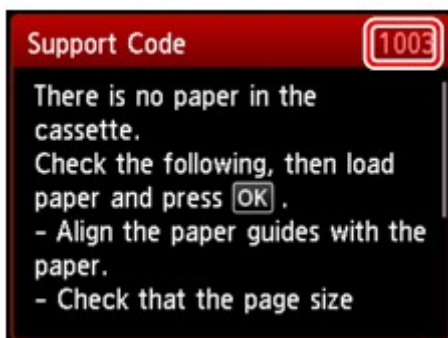 Support Code 1003
There is no paper in the
cassette.
Check the following, then load
paper and press OK .
- Align the paper guides with the
paper.
- Check that the page size